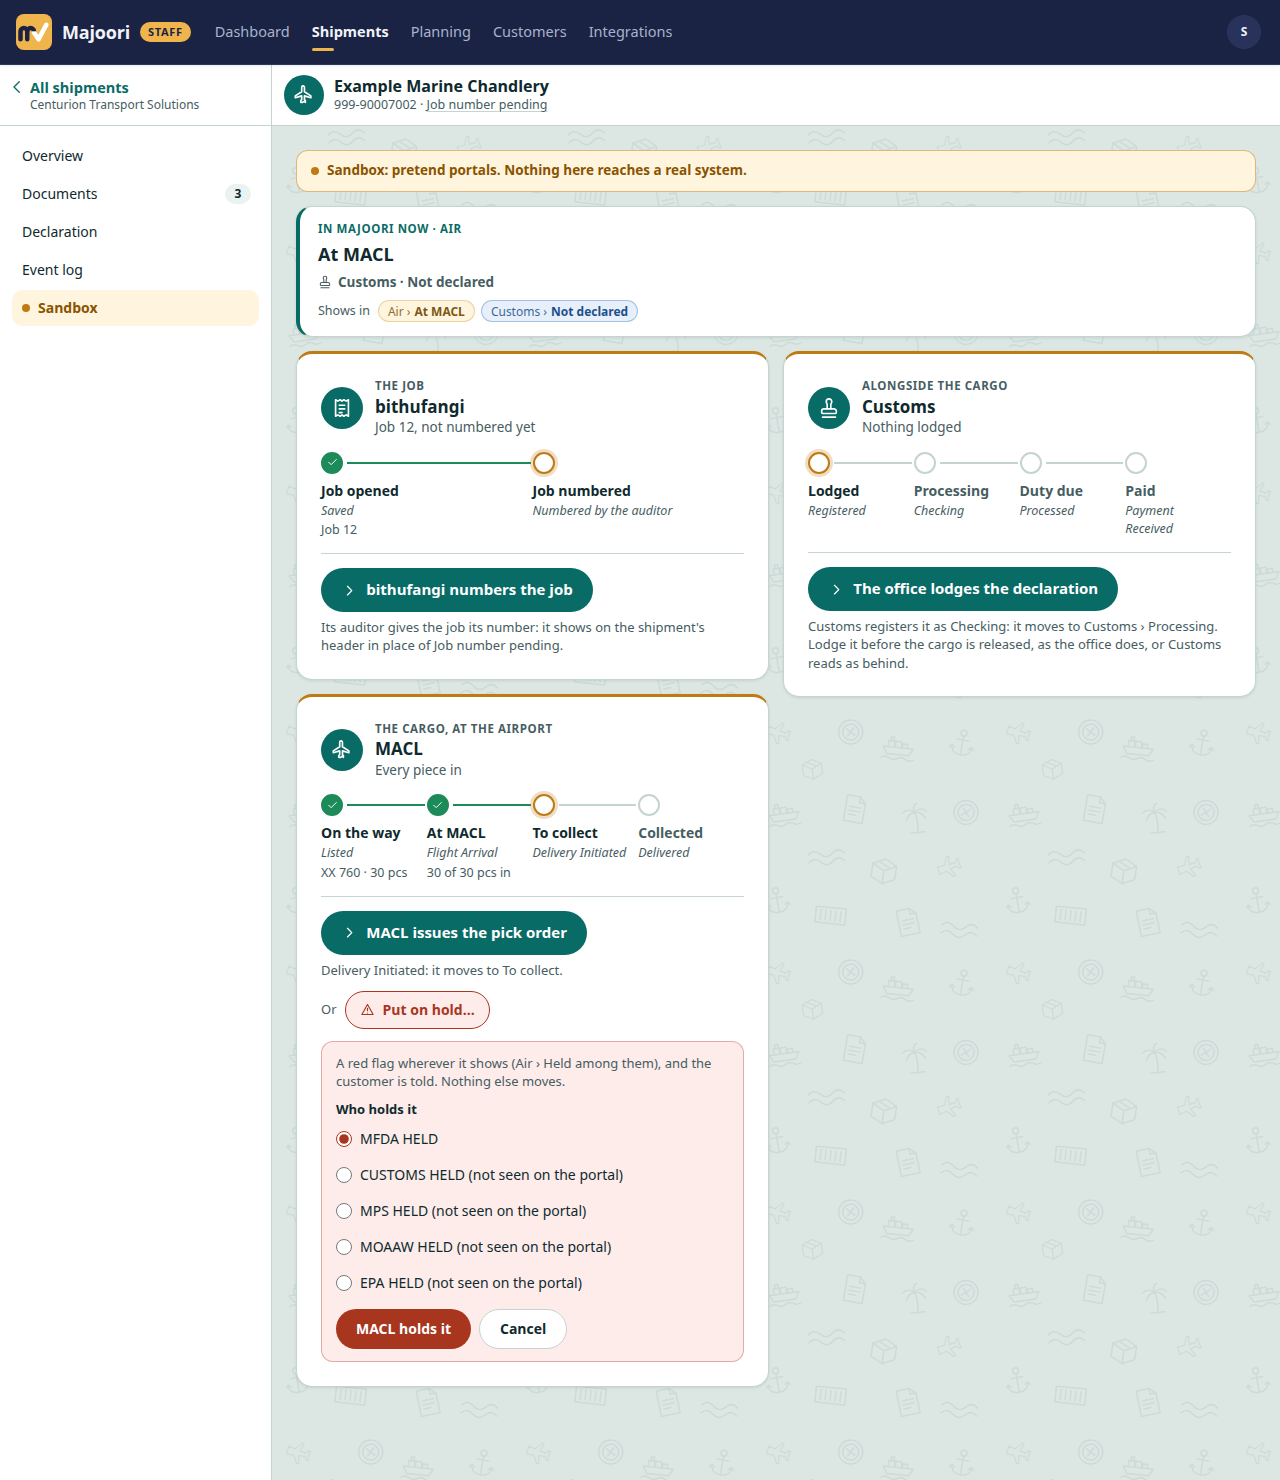 Majoori STAFF Dashboard Shipments Planning Customers Integrations S
All shipments
Centurion Transport Solutions
Example Marine Chandlery
999-90007002 · Job number pending
Overview
Documents 3
Declaration
Event log
Sandbox
Sandbox: pretend portals. Nothing here reaches a real system.
IN MAJOORI NOW · AIR
At MACL
Customs · Not declared
Shows in Air › At MACL Customs › Not declared
THE JOB
bithufangi
Job 12, not numbered yet
Job opened
Saved
Job 12
Job numbered
Numbered by the auditor
bithufangi numbers the job
Its auditor gives the job its number: it shows on the shipment's
header in place of Job number pending.
ALONGSIDE THE CARGO
Customs
Nothing lodged
Lodged
Registered
Processing
Checking
Duty due
Processed
Paid
Payment
Received
The office lodges the declaration
Customs registers it as Checking: it moves to Customs › Processing.
Lodge it before the cargo is released, as the office does, or Customs
reads as behind.
THE CARGO, AT THE AIRPORT
MACL
Every piece in
On the way
Listed
XX 760 · 30 pcs
At MACL
Flight Arrival
30 of 30 pcs in
To collect
Delivery Initiated
Collected
Delivered
MACL issues the pick order
Delivery Initiated: it moves to To collect.
Or Put on hold...
A red flag wherever it shows (Air › Held among them), and the
customer is told. Nothing else moves.
Who holds it
MFDA HELD
CUSTOMS HELD (not seen on the portal)
MPS HELD (not seen on the portal)
MOAAW HELD (not seen on the portal)
EPA HELD (not seen on the portal)
MACL holds it Cancel